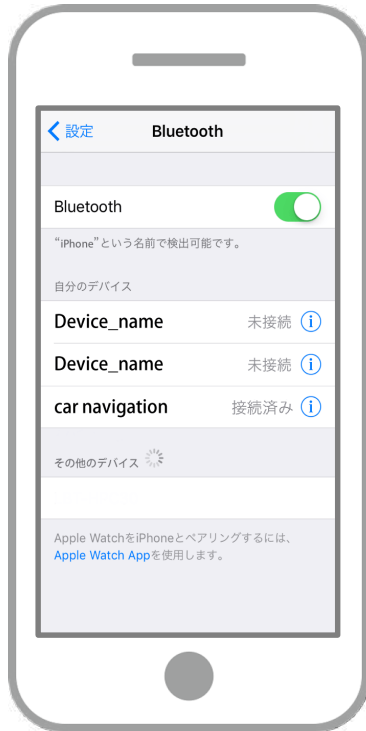 設定 Bluetooth
Bluetooth
“iPhone”という名前で検出可能です。
自分のデバイス
Device_name 未接続
Device_name 未接続
car navigation 接続済み
その他のデバイス
Apple WatchをiPhoneとペアリングするには、
Apple Watch Appを使用します。